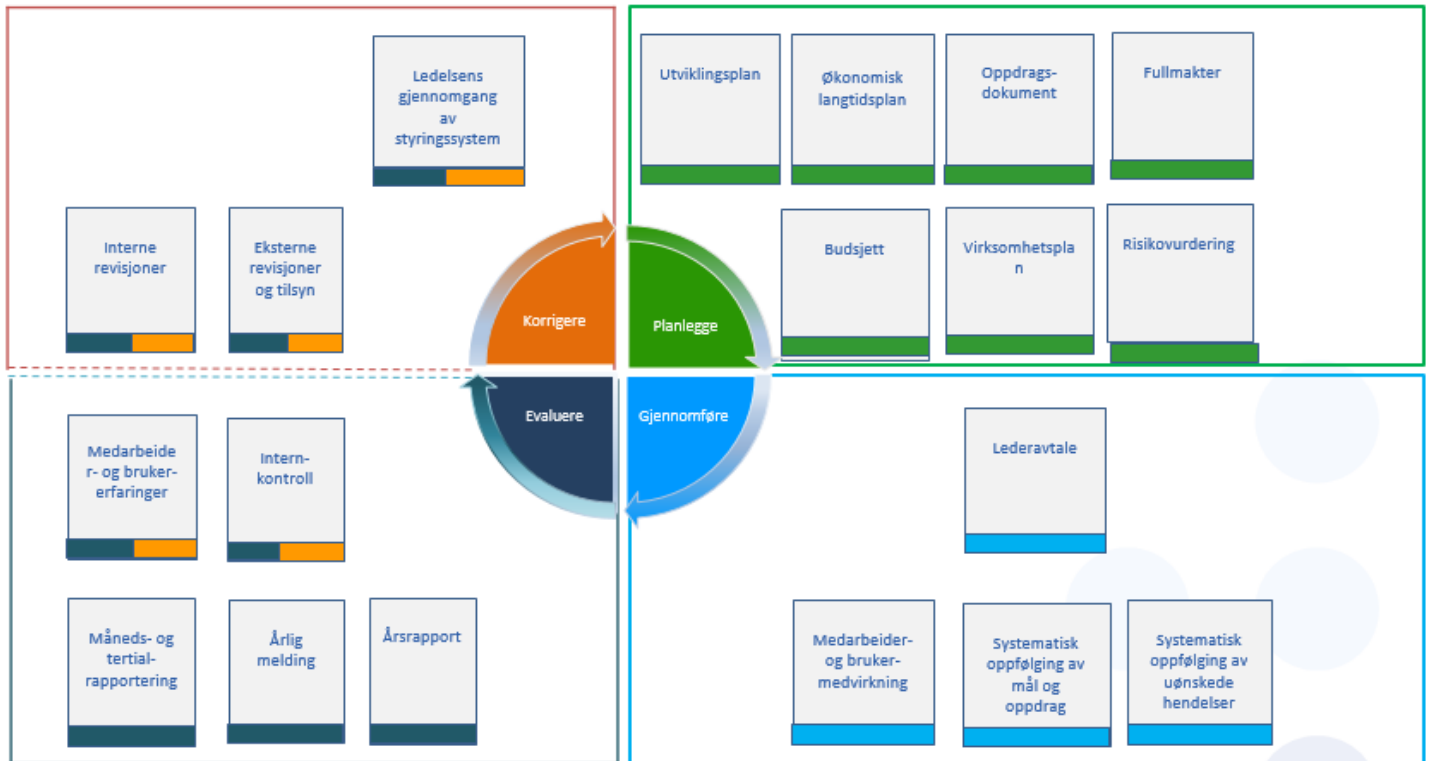 Ledelsens
gjennomgang
av
styringssystem
Interne
revisjoner
Eksterne
revisjoner
og tilsyn
Utviklingsplan
Økonomisk
langtidsplan
Oppdrags-
dokument
Fullmakter
Budsjett
Virksomhetspla
n
Risikovurdering
Korrigere
Planlegge
Evaluere
Gjennomføre
Medarbeide
r- og bruker-
erfaringer
Intern-
kontroll
Måneds- og
tertial-
rapportering
Årlig
melding
Årsrapport
Lederavtale
Medarbeider-
og bruker-
medvirkning
Systematisk
oppfølging av
mål og
oppdrag
Systematisk
oppfølging av
uønskede
hendelser